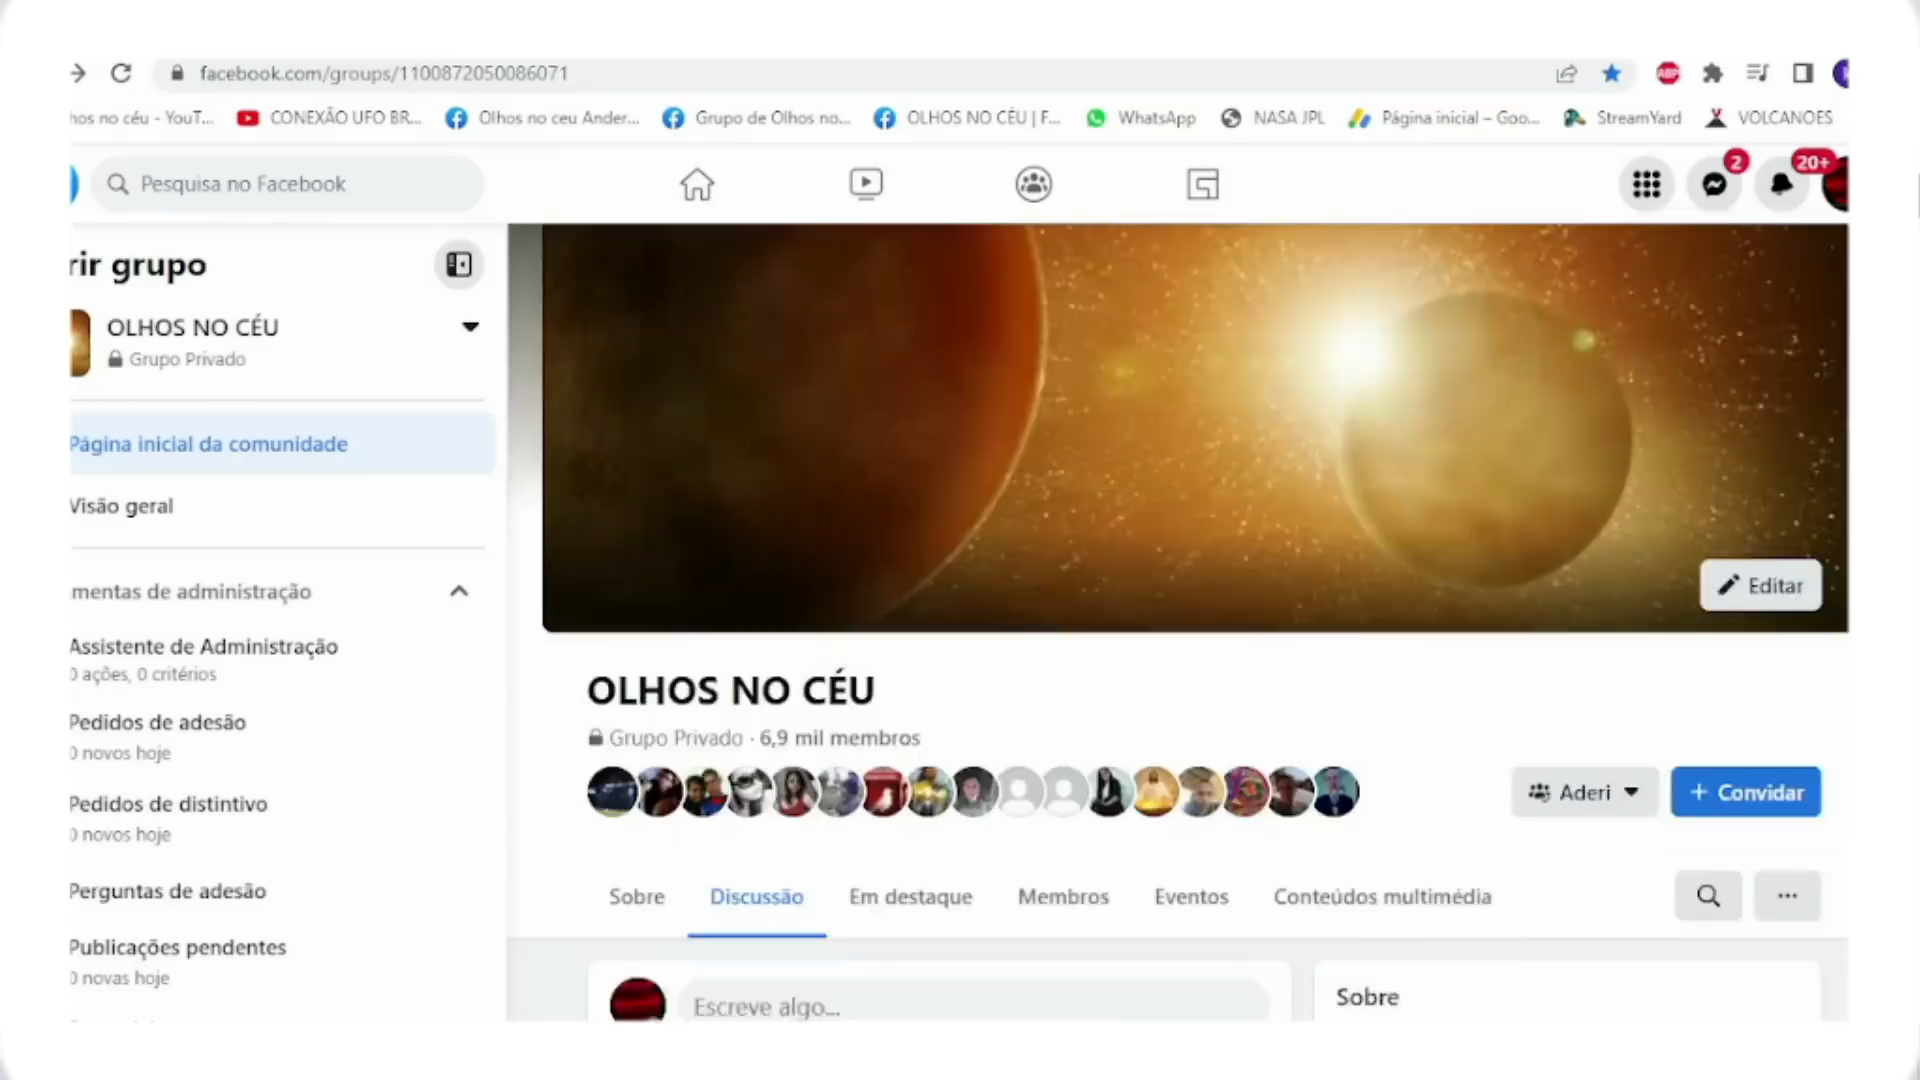 facebook.com/groups/1100872050086071
ABP
hos no céu - YouT...
CONEXÃO UFO BR...
Olhos no ceu Ander...
Grupo de Olhos no...
OLHOS NO CÉU | F...
WhatsApp
NASA JPL
Página inicial – Goo...
StreamYard
VOLCANOES
Pesquisa no Facebook
2
20+
rir grupo
OLHOS NO CÉU
Grupo Privado
Página inicial da comunidade
Visão geral
mentas de administração
Assistente de Administração
0 ações, 0 critérios
Pedidos de adesão
0 novos hoje
Pedidos de distintivo
0 novos hoje
Perguntas de adesão
Publicações pendentes
0 novas hoje
Editar
OLHOS NO CÉU
Grupo Privado · 6,9 mil membros
Aderi
+ Convidar
Sobre
Discussão
Em destaque
Membros
Eventos
Conteúdos multimédia
Escreve algo...
Sobre